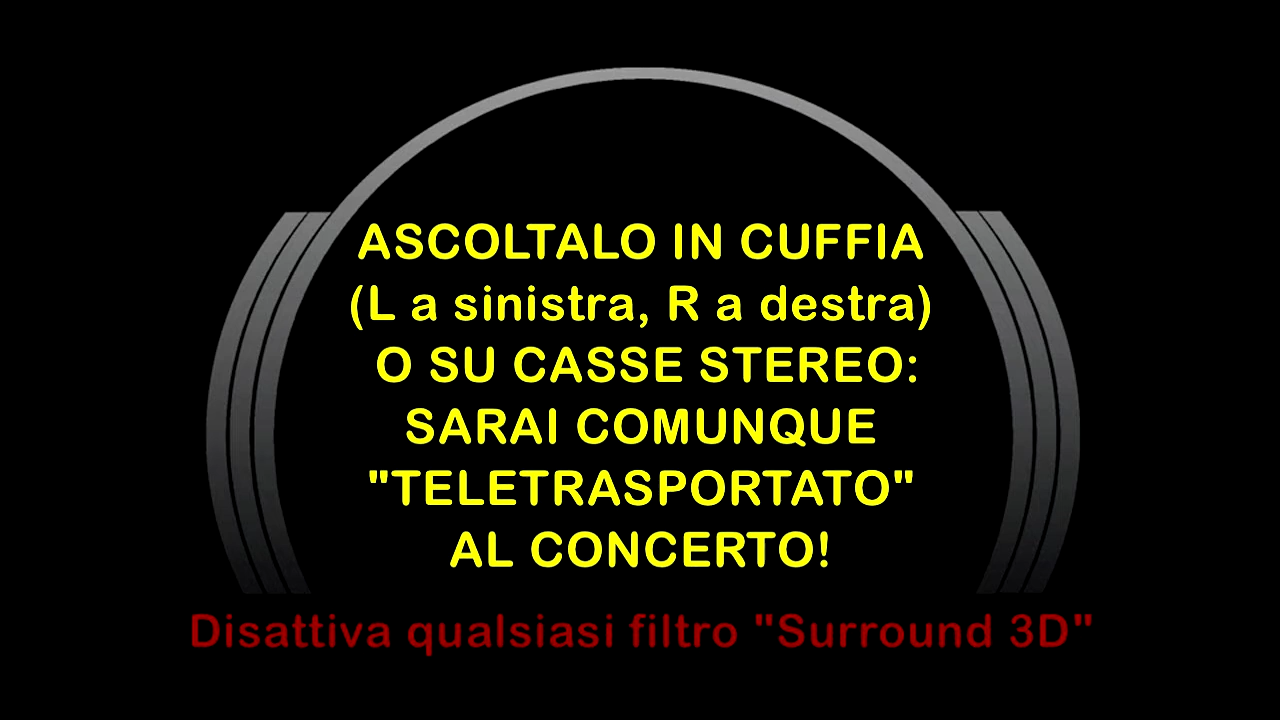 ASCOLTALO IN CUFFIA
(L a sinistra, R a destra)
O SU CASSE STEREO:
SARAI COMUNQUE
"TELETRASPORTATO"
AL CONCERTO!
Disattiva qualsiasi filtro "Surround 3D"